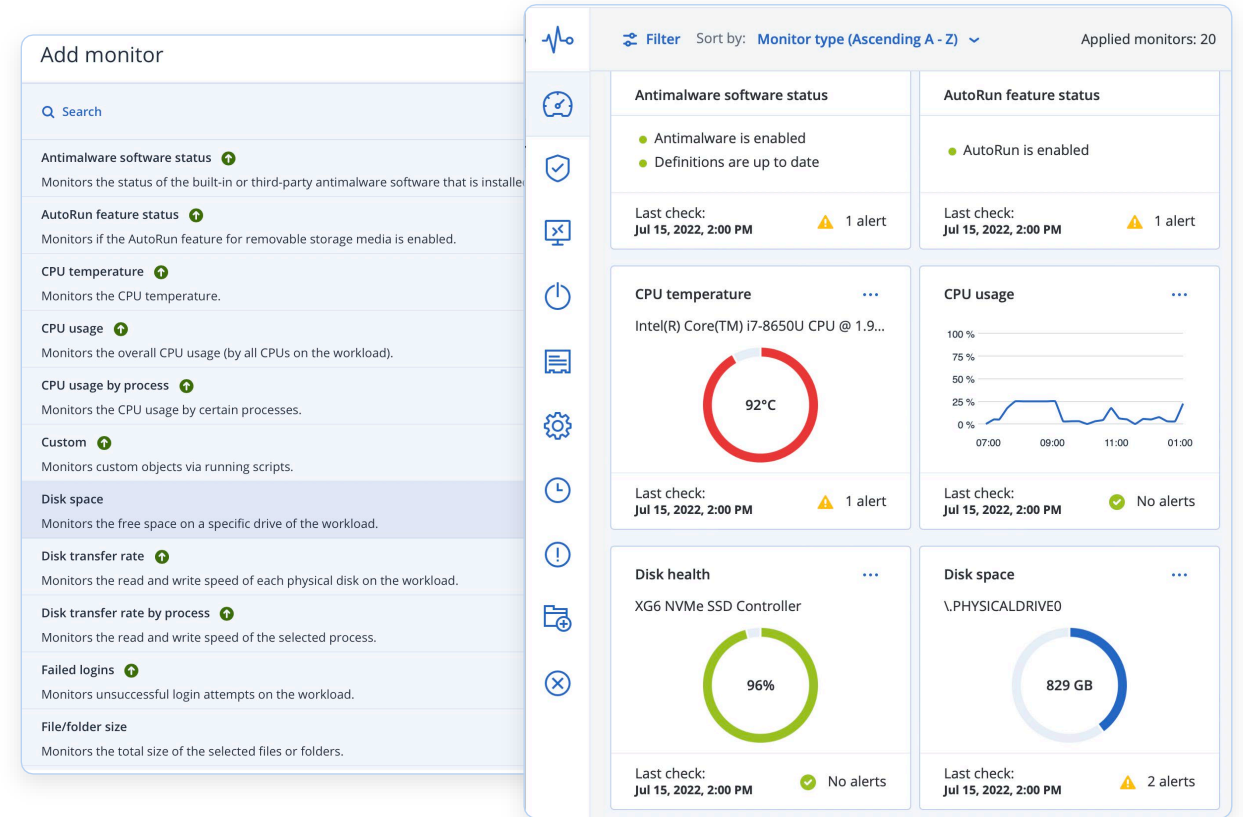 Add monitor
Search
Antimalware software status
Monitors the status of the built-in or third-party antimalware software that is
AutoRun feature status
Monitors if the AutoRun feature for removable storage media is enabled.
CPU temperature
Monitors the CPU temperature.
CPU usage
Monitors the overall CPU usage (by all CPUs on the workload).
CPU usage by process
Monitors the CPU usage by certain processes.
Custom
Monitors custom objects via running scripts.
Disk space
Monitors the free space on a specific drive of the workload.
Disk transfer rate
Monitors the read and write speed of each physical disk on the workload.
Disk transfer rate by process
Monitors the read and write speed of the selected process.
Failed logins
Monitors unsuccessful login attempts on the workload.
File/folder size
Monitors the total size of the selected files or folders.
Filter Sort by: Monitor type (Ascending A - Z) Applied monitors: 20
Antimalware software status
Antimalware is enabled
Definitions are up to date
Last check:
Jul 15, 2022, 2:00 PM
1 alert
AutoRun feature status
AutoRun is enabled
Last check:
Jul 15, 2022, 2:00 PM
1 alert
CPU temperature
Intel(R) Core(TM) i7-8650U CPU @ 1.9...
92°C
Last check:
Jul 15, 2022, 2:00 PM
1 alert
CPU usage
100 %
75 %
50 %
25 %
0 %
07:00 09:00 11:00 01:00
Last check:
Jul 15, 2022, 2:00 PM
No alerts
Disk health
XG6 NVMe SSD Controller
96%
Last check:
Jul 15, 2022, 2:00 PM
No alerts
Disk space
\.PHYSICALDRIVE0
829 GB
Last check:
Jul 15, 2022, 2:00 PM
2 alerts